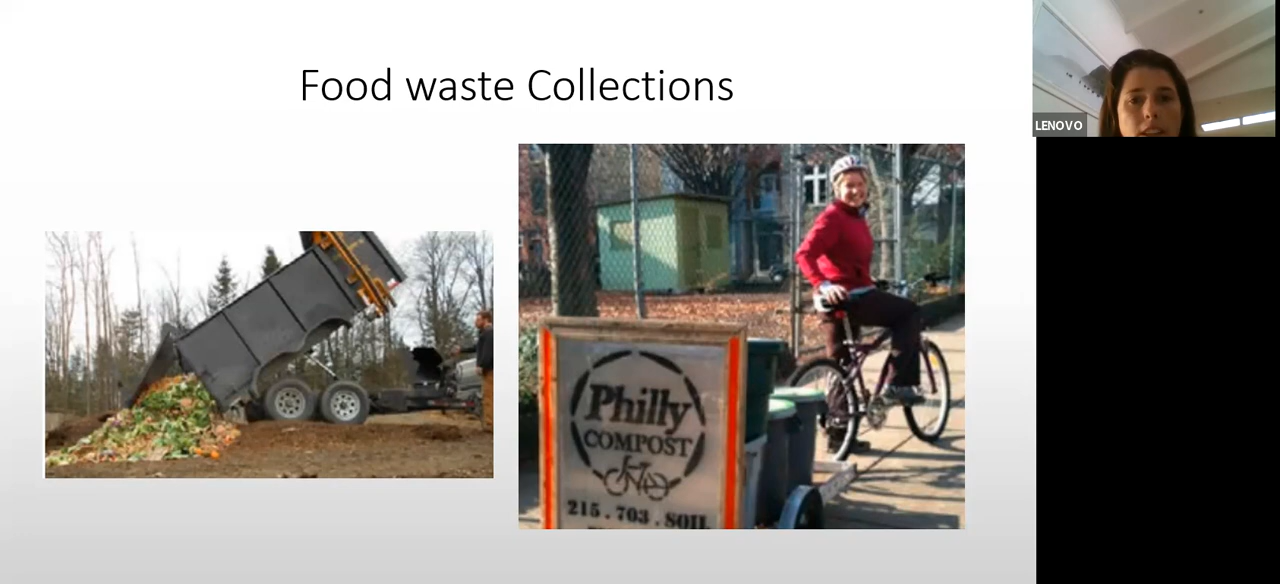 Food waste Collections
LENOVO
Philly
COMPOST
215.703.SOIL